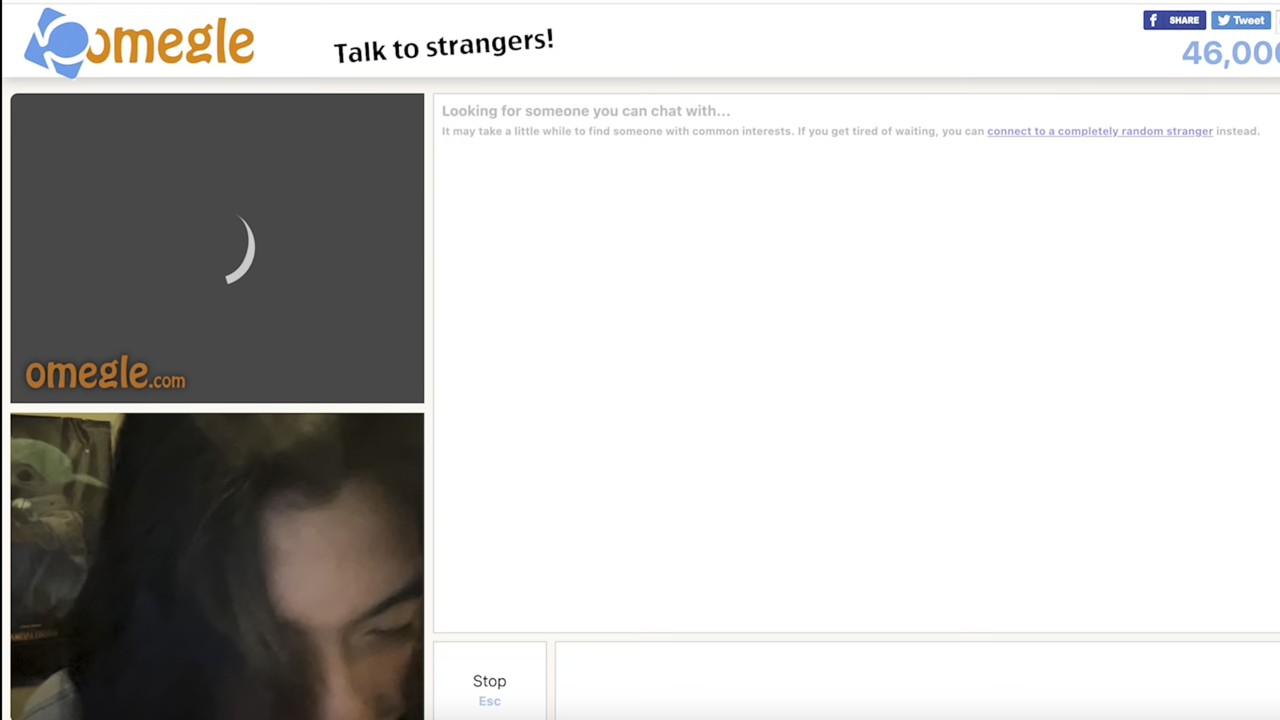 omegle
Talk to strangers!
SHARE
Tweet
46,000
Looking for someone you can chat with...
It may take a little while to find someone with common interests. If you get tired of waiting, you can connect to a completely random stranger instead.
omegle.com
Stop
Esc